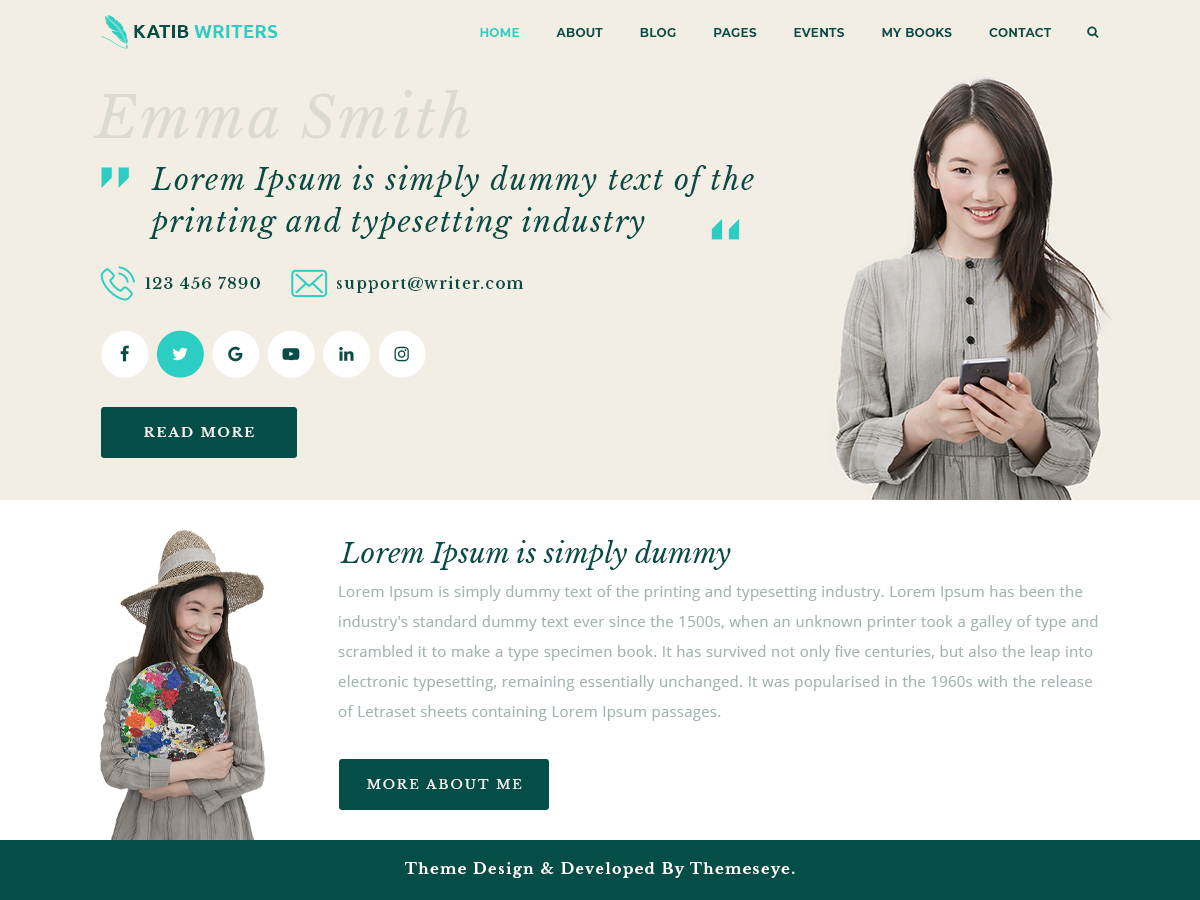 KATIB WRITERS
HOME ABOUT BLOG PAGES EVENTS MY BOOKS CONTACT
Emma Smith
Lorem Ipsum is simply dummy text of the
printing and typesetting industry
123 456 7890 support@writer.com
READ MORE
Lorem Ipsum is simply dummy
Lorem Ipsum is simply dummy text of the printing and typesetting industry. Lorem Ipsum has been the
industry's standard dummy text ever since the 1500s, when an unknown printer took a galley of type and
scrambled it to make a type specimen book. It has survived not only five centuries, but also the leap into
electronic typesetting, remaining essentially unchanged. It was popularised in the 1960s with the release
of Letraset sheets containing Lorem Ipsum passages.
MORE ABOUT ME
Theme Design & Developed By Themeseye.